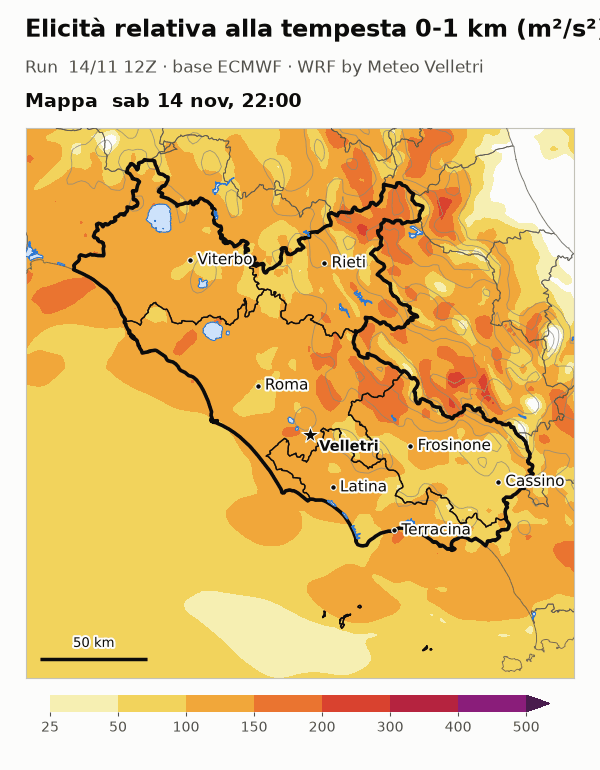 Elicità relativa alla tempesta 0-1 km (m²/s²)
Run 14/11 12Z · base ECMWF · WRF by Meteo Velletri
Mappa sab 14 nov, 22:00
Viterbo
Rieti
Roma
Velletri
Frosinone
Latina
Cassino
Terracina
50 km
25 50 100 150 200 300 400 500